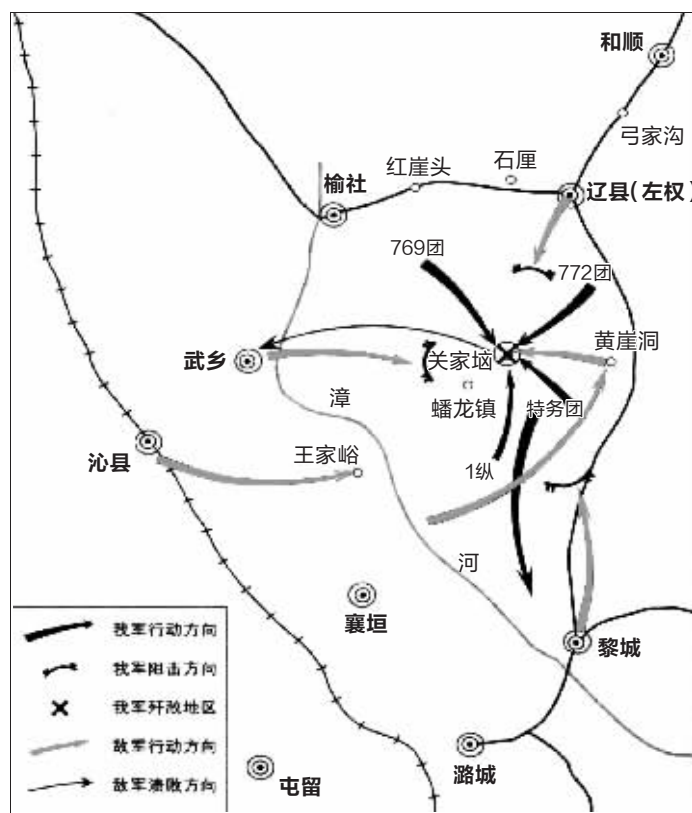 和顺
弓家沟
石厘
红崖头
辽县(左权)
榆社
769团
772团
黄崖洞
武乡
关家垴
漳
蟠龙镇
特务团
沁县
王家峪
1纵
河
襄垣
黎城
潞城
屯留
我军行动方向
我军阻击方向
我军歼敌地区
敌军行动方向
敌军溃败方向